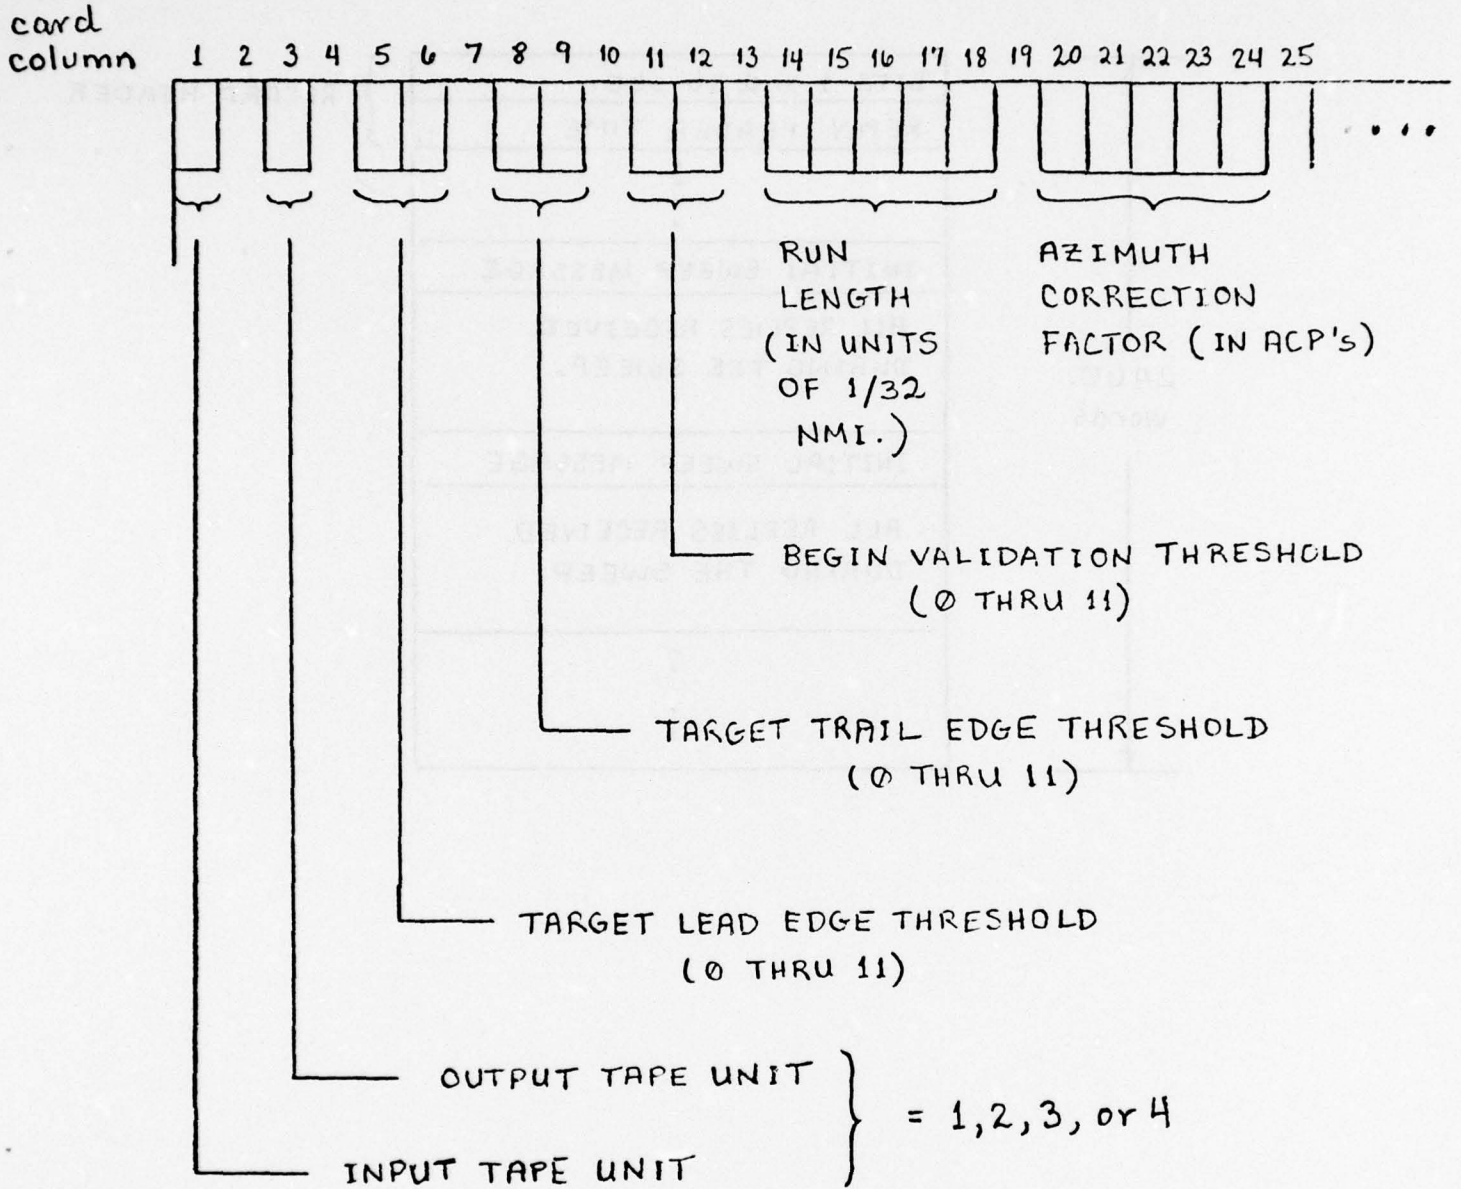 card
column 1 2 3 4 5 6 7 8 9 10 11 12 13 14 15 16 17 18 19 20 21 22 23 24 25
RUN
LENGTH
(IN UNITS
OF 1/32
NMI.)
AZIMUTH
CORRECTION
FACTOR (IN ACP'S)
BEGIN VALIDATION THRESHOLD
(Ø THRU 11)
TARGET TRAIL EDGE THRESHOLD
(Ø THRU 11)
TARGET LEAD EDGE THRESHOLD
(Ø THRU 11)
OUTPUT TAPE UNIT
= 1,2,3, or 4
INPUT TAPE UNIT